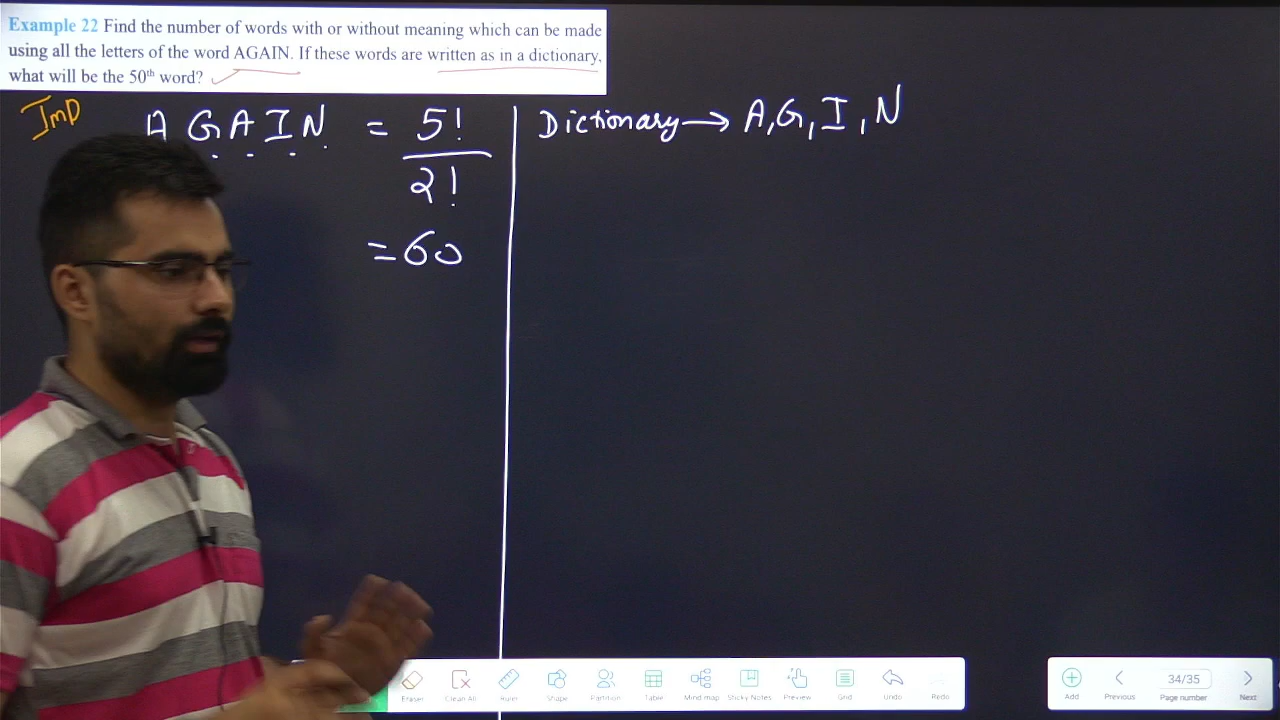 Example 22 Find the number of words with or without meaning which can be made
using all the letters of the word AGAIN. If these words are written as in a dictionary,
what will be the 50th word?
Imp
A G A I N = 5!
2!
= 60
Dictionary → A, G, I, N
Eraser Clean All Ruler Shape Partition Table Mind map Sticky Notes Preview Grid Undo Redo
34/35
Add Previous Page number Next